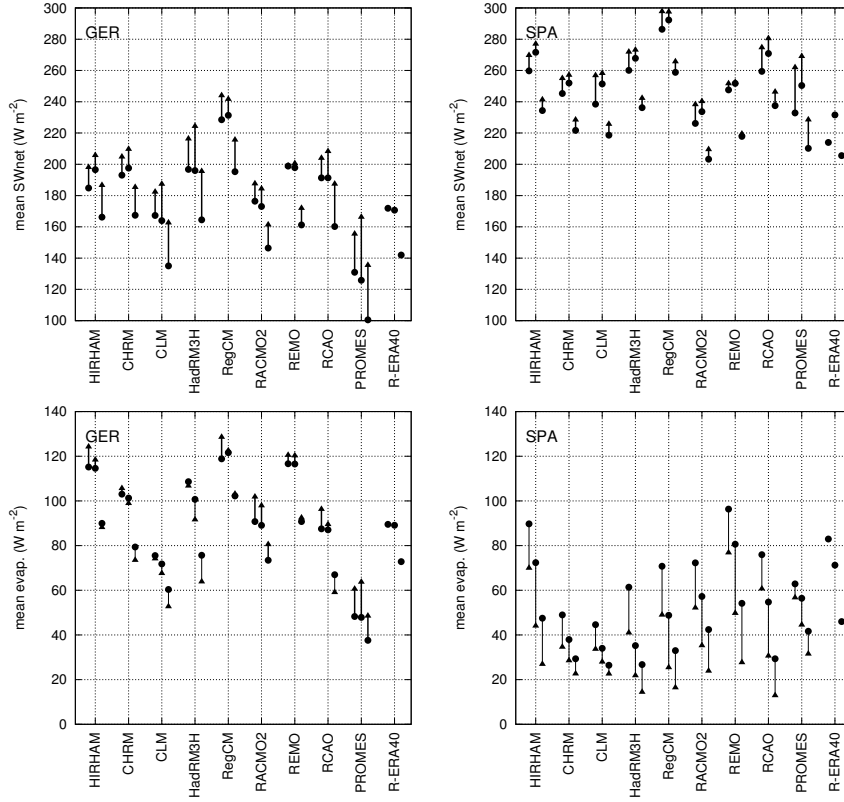 GER
300
280
260
240
220
200
180
160
140
120
100
mean SWnet (W m-2)
HIRHAM
CHRM
CLM
HadRM3H
RegCM
RACMO2
REMO
RCAO
PROMES
R-ERA40
SPA
300
280
260
240
220
200
180
160
140
120
100
mean SWnet (W m-2)
HIRHAM
CHRM
CLM
HadRM3H
RegCM
RACMO2
REMO
RCAO
PROMES
R-ERA40
GER
140
120
100
80
60
40
20
0
mean evap. (W m-2)
HIRHAM
CHRM
CLM
HadRM3H
RegCM
RACMO2
REMO
RCAO
PROMES
R-ERA40
SPA
140
120
100
80
60
40
20
0
mean evap. (W m-2)
HIRHAM
CHRM
CLM
HadRM3H
RegCM
RACMO2
REMO
RCAO
PROMES
R-ERA40